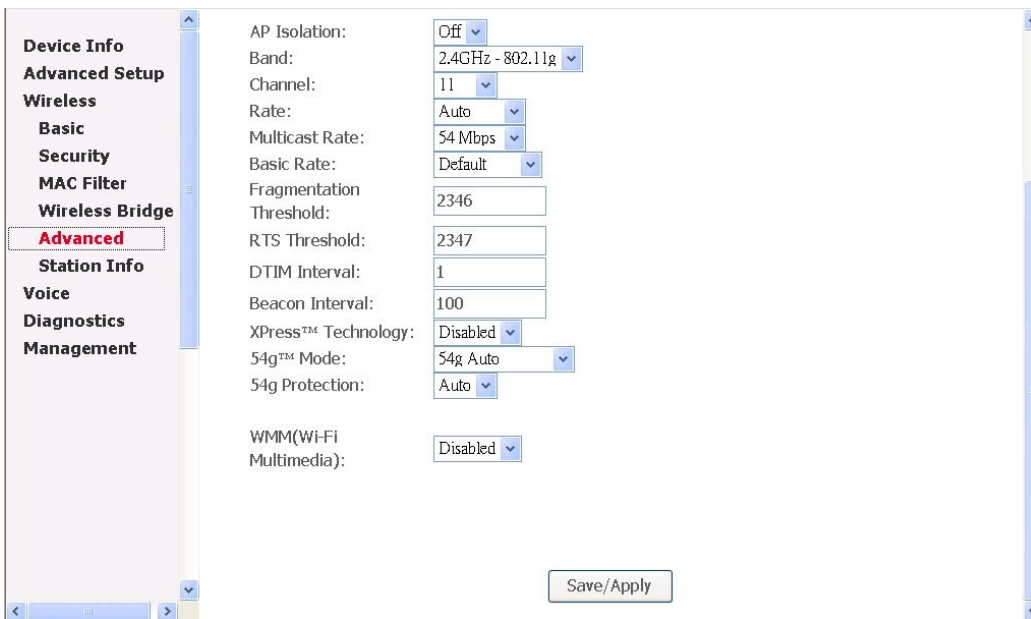 Device Info
Advanced Setup
Wireless
Basic
Security
MAC Filter
Wireless Bridge
Advanced
Station Info
Voice
Diagnostics
Management
AP Isolation: Off
Band: 2.4GHz - 802.11g
Channel: 11
Rate: Auto
Multicast Rate: 54 Mbps
Basic Rate: Default
Fragmentation
Threshold: 2346
RTS Threshold: 2347
DTIM Interval: 1
Beacon Interval: 100
XPress™ Technology: Disabled
54g™ Mode: 54g Auto
54g Protection: Auto
WMM(Wi-Fi
Multimedia): Disabled
Save/Apply